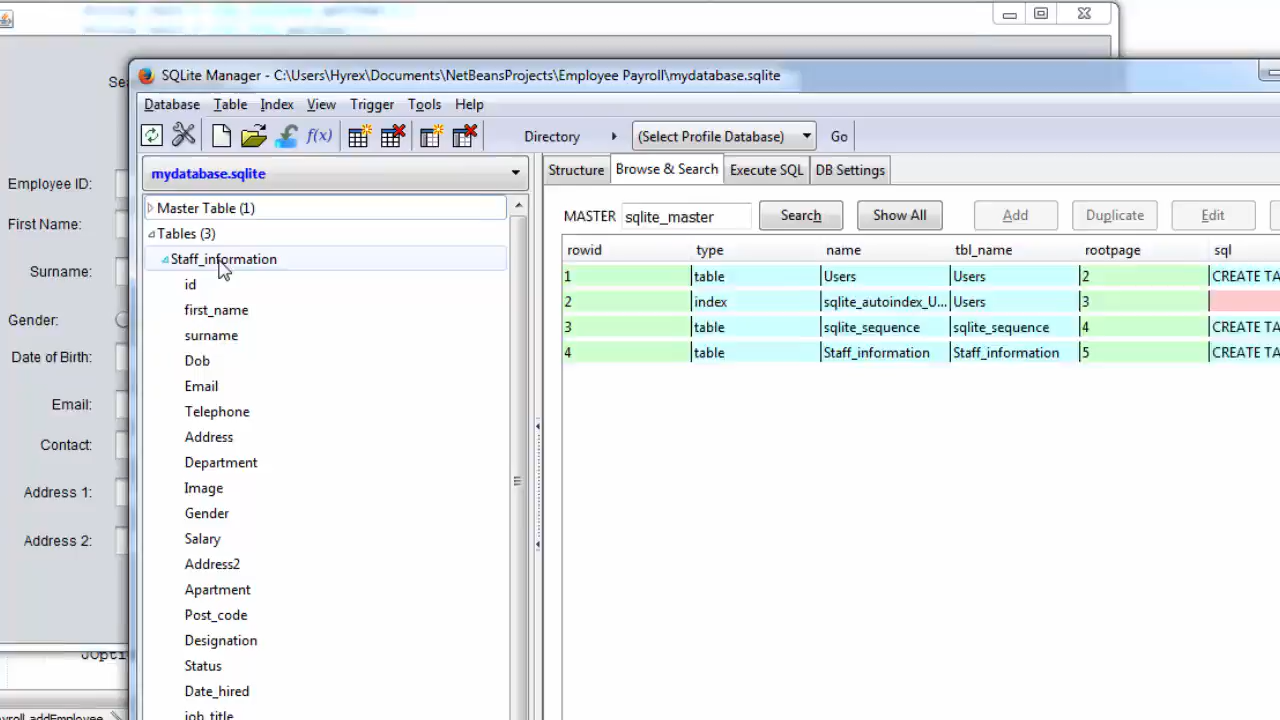 SQLite Manager - C:\Users\Hyrex\Documents\NetBeansProjects\Employee Payroll\mydatabase.sqlite
Database Table Index View Trigger Tools Help
f(x) Directory (Select Profile Database) Go
mydatabase.sqlite
Master Table (1)
Tables (3)
Staff_information
id
first_name
surname
Dob
Email
Telephone
Address
Department
Image
Gender
Salary
Address2
Apartment
Post_code
Designation
Status
Date_hired
job_title
Structure Browse & Search Execute SQL DB Settings
MASTER sqlite_master Search Show All Add Duplicate Edit
rowid type name tbl_name rootpage sql
1 table Users Users 2 CREATE TA
2 index sqlite_autoindex_U... Users 3
3 table sqlite_sequence sqlite_sequence 4 CREATE TA
4 table Staff_information Staff_information 5 CREATE TA
Sea
Employee ID:
First Name:
Surname:
Gender:
Date of Birth:
Email:
Contact:
Address 1:
Address 2:
JOpti
yroll.addEmployee